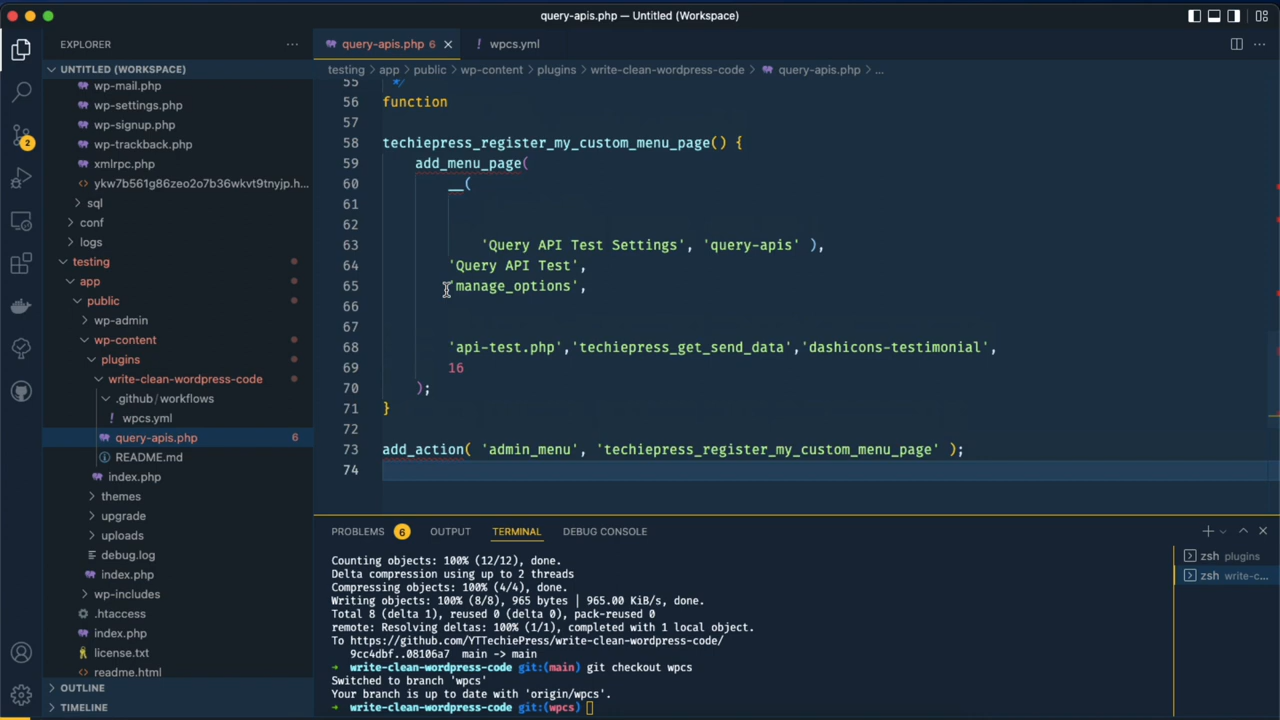 query-apis.php — Untitled (Workspace)
EXPLORER
UNTITLED (WORKSPACE)
wp-mail.php
wp-settings.php
wp-signup.php
wp-trackback.php
xmlrpc.php
ykw7b561g86zeo2o7b36wkvt9tnyjp.h...
sql
conf
logs
testing
app
public
wp-admin
wp-content
plugins
write-clean-wordpress-code
.github/workflows
wpcs.yml
query-apis.php 6
README.md
index.php
themes
upgrade
uploads
debug.log
index.php
wp-includes
.htaccess
index.php
license.txt
readme.html
OUTLINE
TIMELINE
2
query-apis.php 6
wpcs.yml
testing > app > public > wp-content > plugins > write-clean-wordpress-code > query-apis.php > ...
55 */
56 function
57
58 techiepress_register_my_custom_menu_page() {
59 add_menu_page(
60 __(
61
62
63 'Query API Test Settings', 'query-apis' ),
64 'Query API Test',
65 'manage_options',
66
67
68 'api-test.php','techiepress_get_send_data','dashicons-testimonial',
69 16
70 );
71 }
72
73 add_action( 'admin_menu', 'techiepress_register_my_custom_menu_page' );
74
PROBLEMS 6 OUTPUT TERMINAL DEBUG CONSOLE
Counting objects: 100% (12/12), done.
Delta compression using up to 2 threads
Compressing objects: 100% (4/4), done.
Writing objects: 100% (8/8), 965 bytes | 965.00 KiB/s, done.
Total 8 (delta 1), reused 0 (delta 0), pack-reused 0
remote: Resolving deltas: 100% (1/1), completed with 1 local object.
To https://github.com/YTTechiePress/write-clean-wordpress-code/
9cc4dbf..08106a7 main -> main
→ write-clean-wordpress-code git:(main) git checkout wpcs
Switched to branch 'wpcs'
Your branch is up to date with 'origin/wpcs'.
→ write-clean-wordpress-code git:(wpcs)
zsh plugins
zsh write-c...